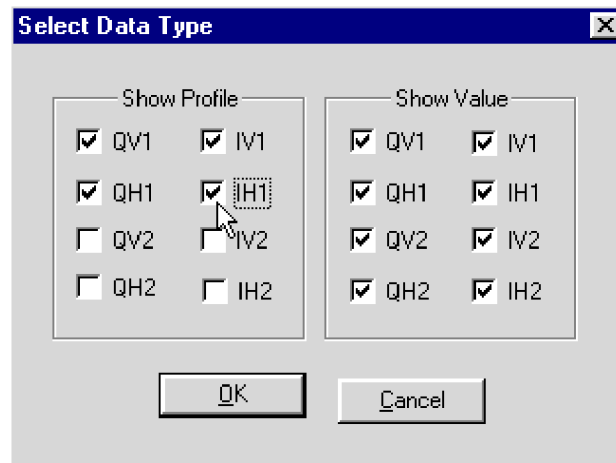 Select Data Type
Show Profile
QV1 IV1
QH1 IH1
QV2 IV2
QH2 IH2
Show Value
QV1 IV1
QH1 IH1
QV2 IV2
QH2 IH2
OK
Cancel